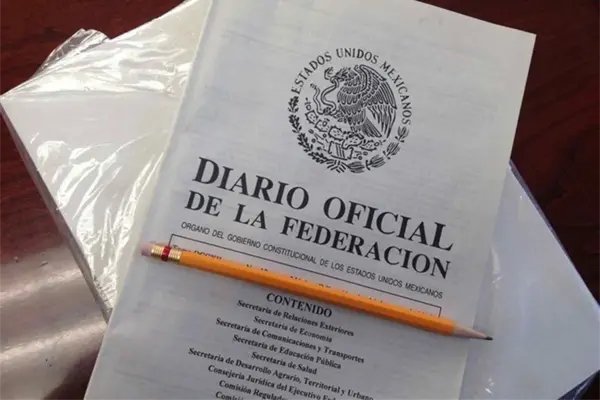 ESTADOS UNIDOS MEXICANOS
DIARIO OFICIAL
DE LA FEDERACION
ORGANO DEL GOBIERNO CONSTITUCIONAL DE LOS ESTADOS UNIDOS MEXICANOS
CONTENIDO
Secretaría de Relaciones Exteriores
Secretaría de Economía
Secretaría de Comunicaciones y Transportes
Secretaría de Educación Pública
Secretaría de Salud
Secretaría de Desarrollo Agrario, Territorial y Urbano
Consejería Jurídica del Ejecutivo
Comisión
Comisión